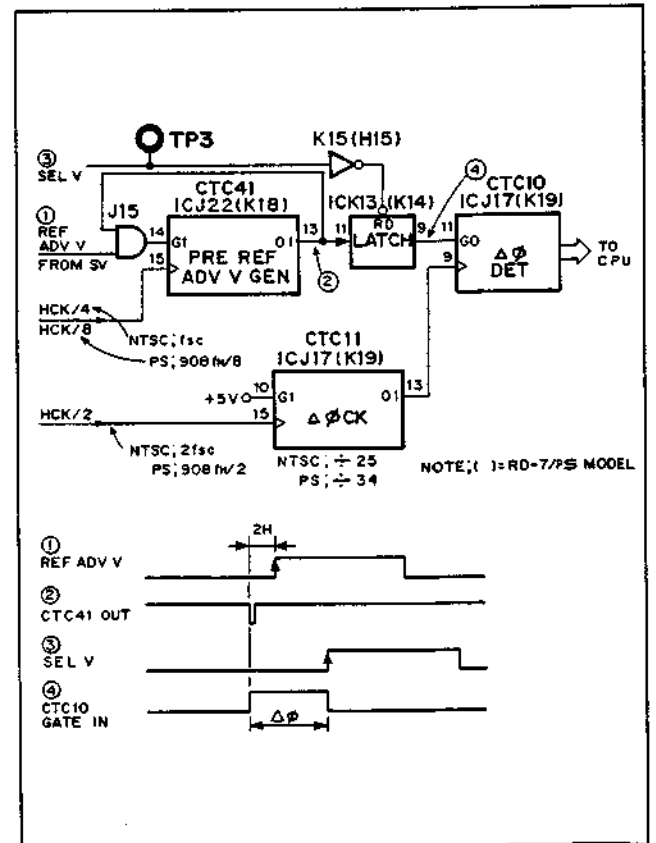 TP3
K15(H15)
③
SEL V
④
CTC10
ICJ17(K19)
CTC41
ICJ22(K18)
ICK13 (K14)
J15
①
REF
ADV V
FROM SV
14
G1
PRE REF
ADV V GEN
O1
13
15
②
11
RD
LATCH
9
11
G0
Δø
DET
9
TO
CPU
HCK/4
HCK/8
NTSC;fsc
PS;908fH/8
CTC11
ICJ17(K19)
+5V
10
G1
O1
13
15
ΔøCK
HCK/2
NTSC;2fsc
PS;908fH/2
NTSC;÷25
PS;÷34
NOTE;( )=RD-7/PS MODEL
2H
①
REF ADV V
②
CTC41 OUT
③
SEL V
④
CTC10
GATE IN
Δø